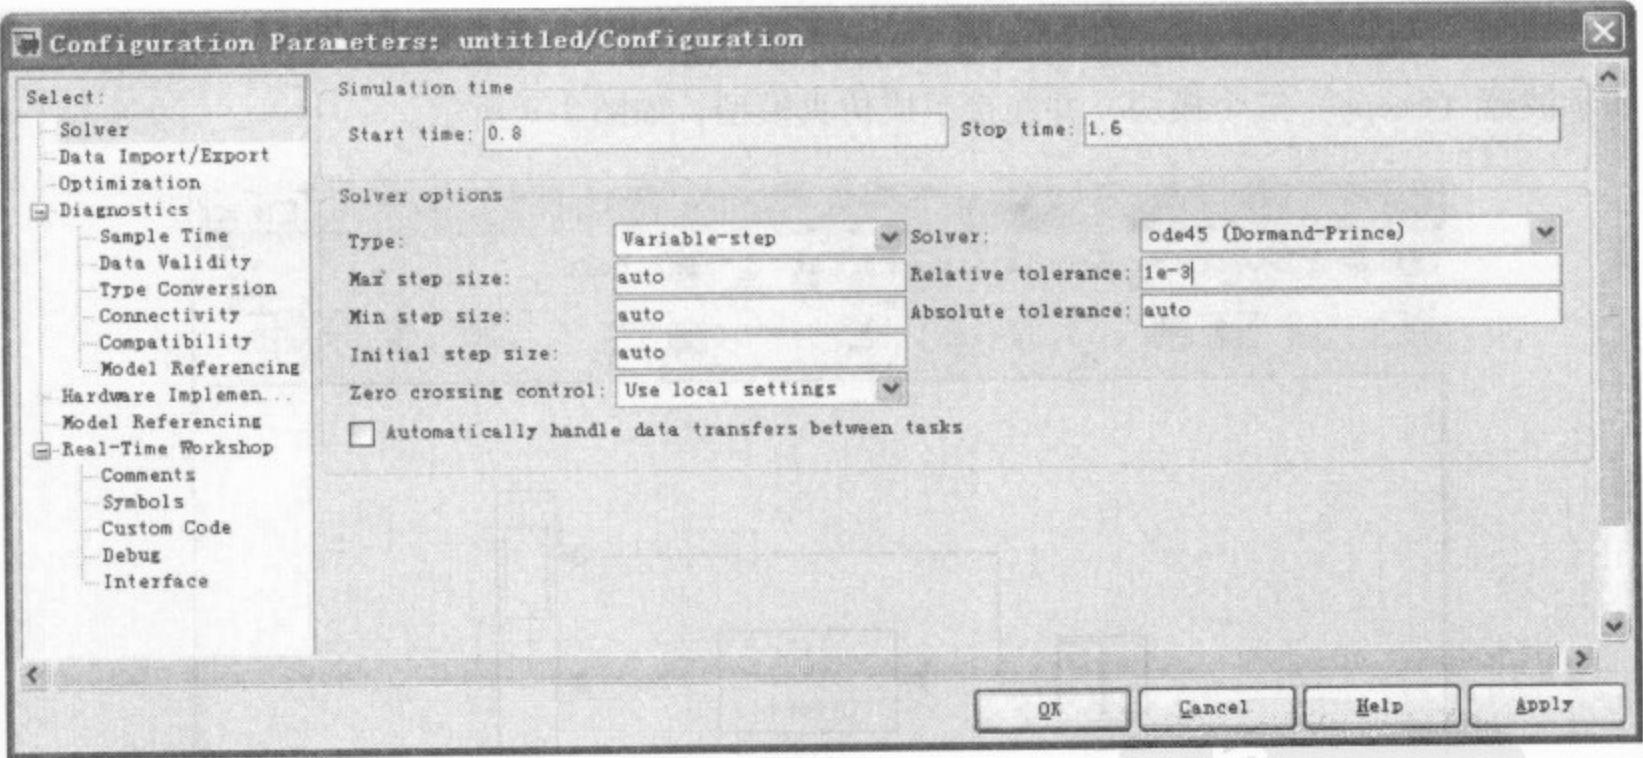 Configuration Parameters: untitled/Configuration
Select:
Solver
Data Import/Export
Optimization
Diagnostics
Sample Time
Data Validity
Type Conversion
Connectivity
Compatibility
Model Referencing
Hardware Implemen...
Model Referencing
Real-Time Workshop
Comments
Symbols
Custom Code
Debug
Interface
Simulation time
Start time: 0.8 Stop time: 1.6
Solver options
Type: Variable-step Solver: ode45 (Dormand-Prince)
Max step size: auto Relative tolerance: 1e-3
Min step size: auto Absolute tolerance: auto
Initial step size: auto
Zero crossing control: Use local settings
Automatically handle data transfers between tasks
OK Cancel Help Apply